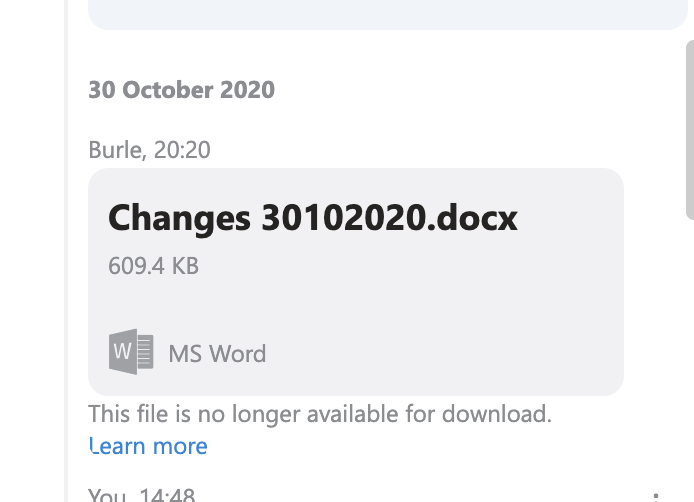 30 October 2020
Burle, 20:20
Changes 30102020.docx
609.4 KB
W
MS Word
This file is no longer available for download.
Learn more
You, 14:48